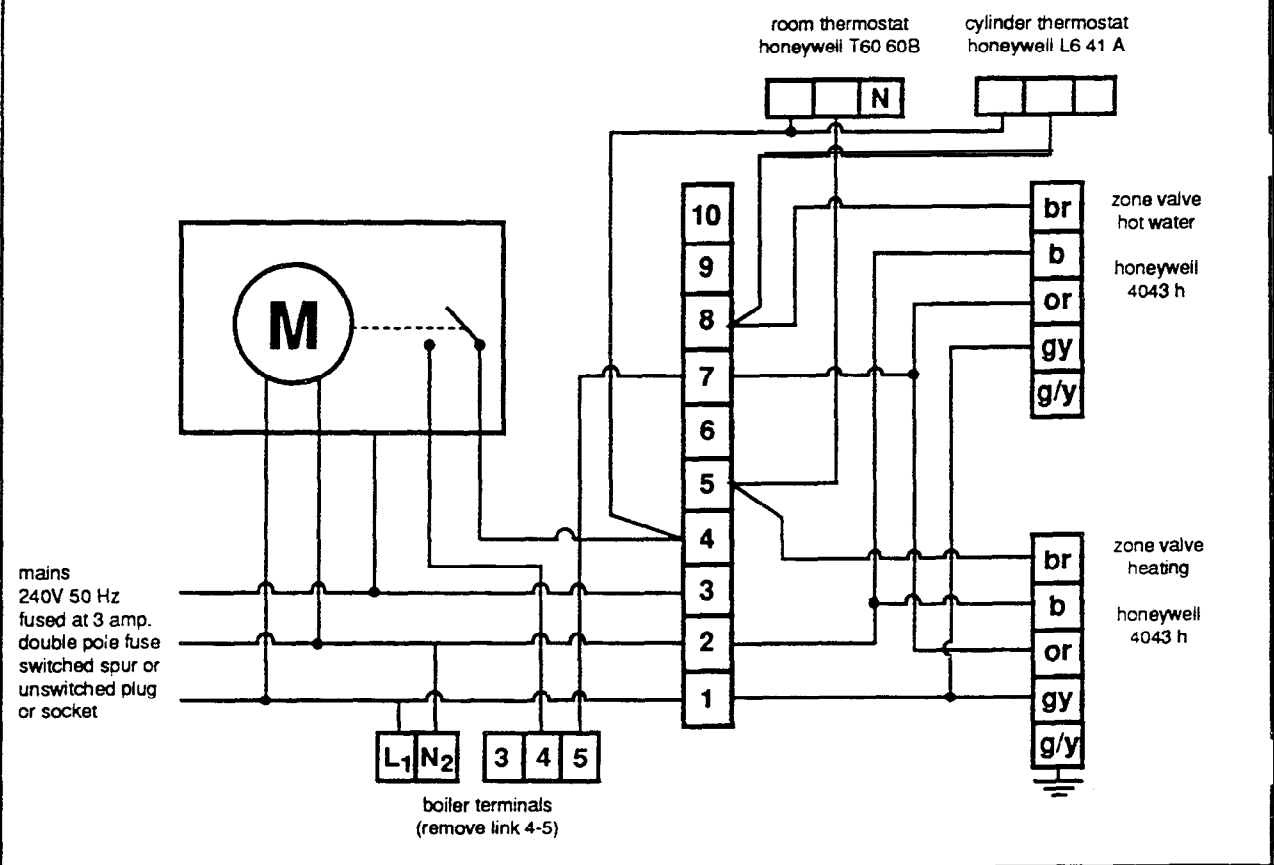 room thermostat
honeywell T60 60B
cylinder thermostat
honeywell L6 41 A
N
10
9
8
7
6
5
4
3
2
1
br
b
or
gy
g/y
zone valve
hot water
honeywell
4043 h
M
mains
240V 50 Hz
fused at 3 amp.
double pole fuse
switched spur or
unswitched plug
or socket
br
b
or
gy
g/y
zone valve
heating
honeywell
4043 h
L1 N2
3 4 5
boiler terminals
(remove link 4-5)